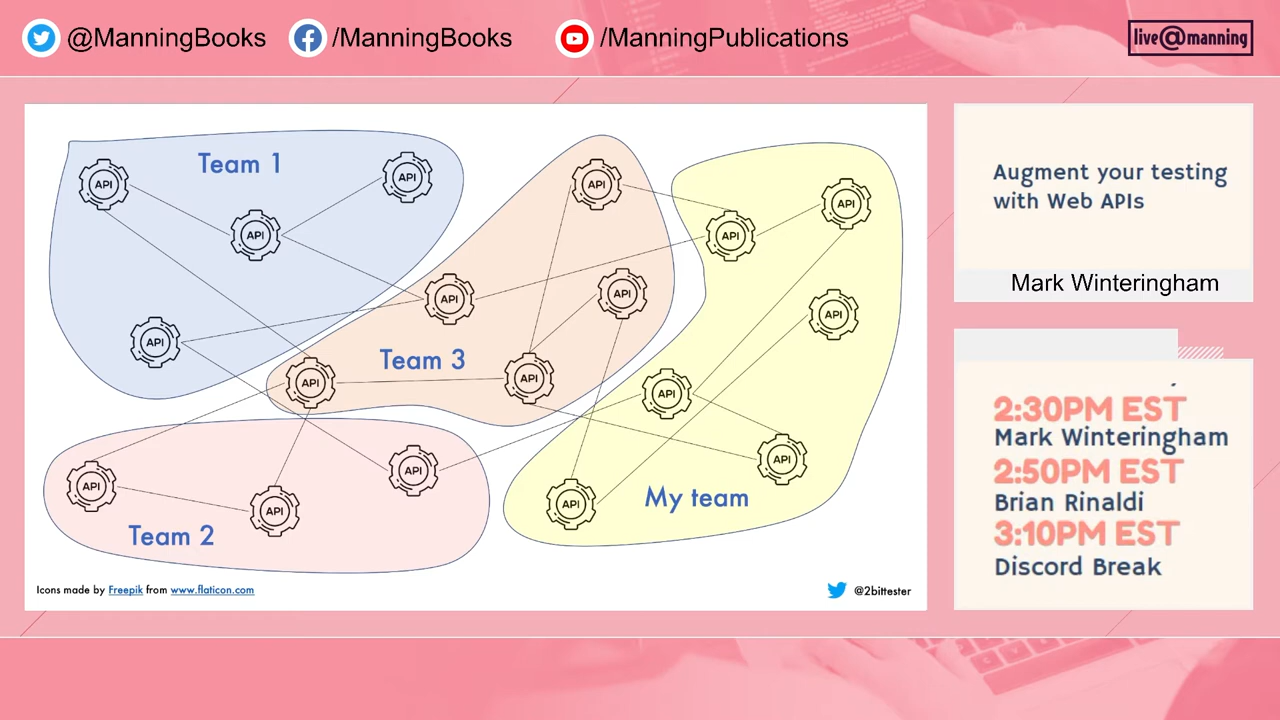 @ManningBooks
/ManningBooks
/ManningPublications
live@manning
Team 1
API
API
API
API
Team 3
API
API
API
API
API
My team
API
API
API
API
API
API
Team 2
API
API
API
Icons made by Freepik from www.flaticon.com
@2bittester
Augment your testing
with Web APIs
Mark Winteringham
2:30PM EST
Mark Winteringham
2:50PM EST
Brian Rinaldi
3:10PM EST
Discord Break